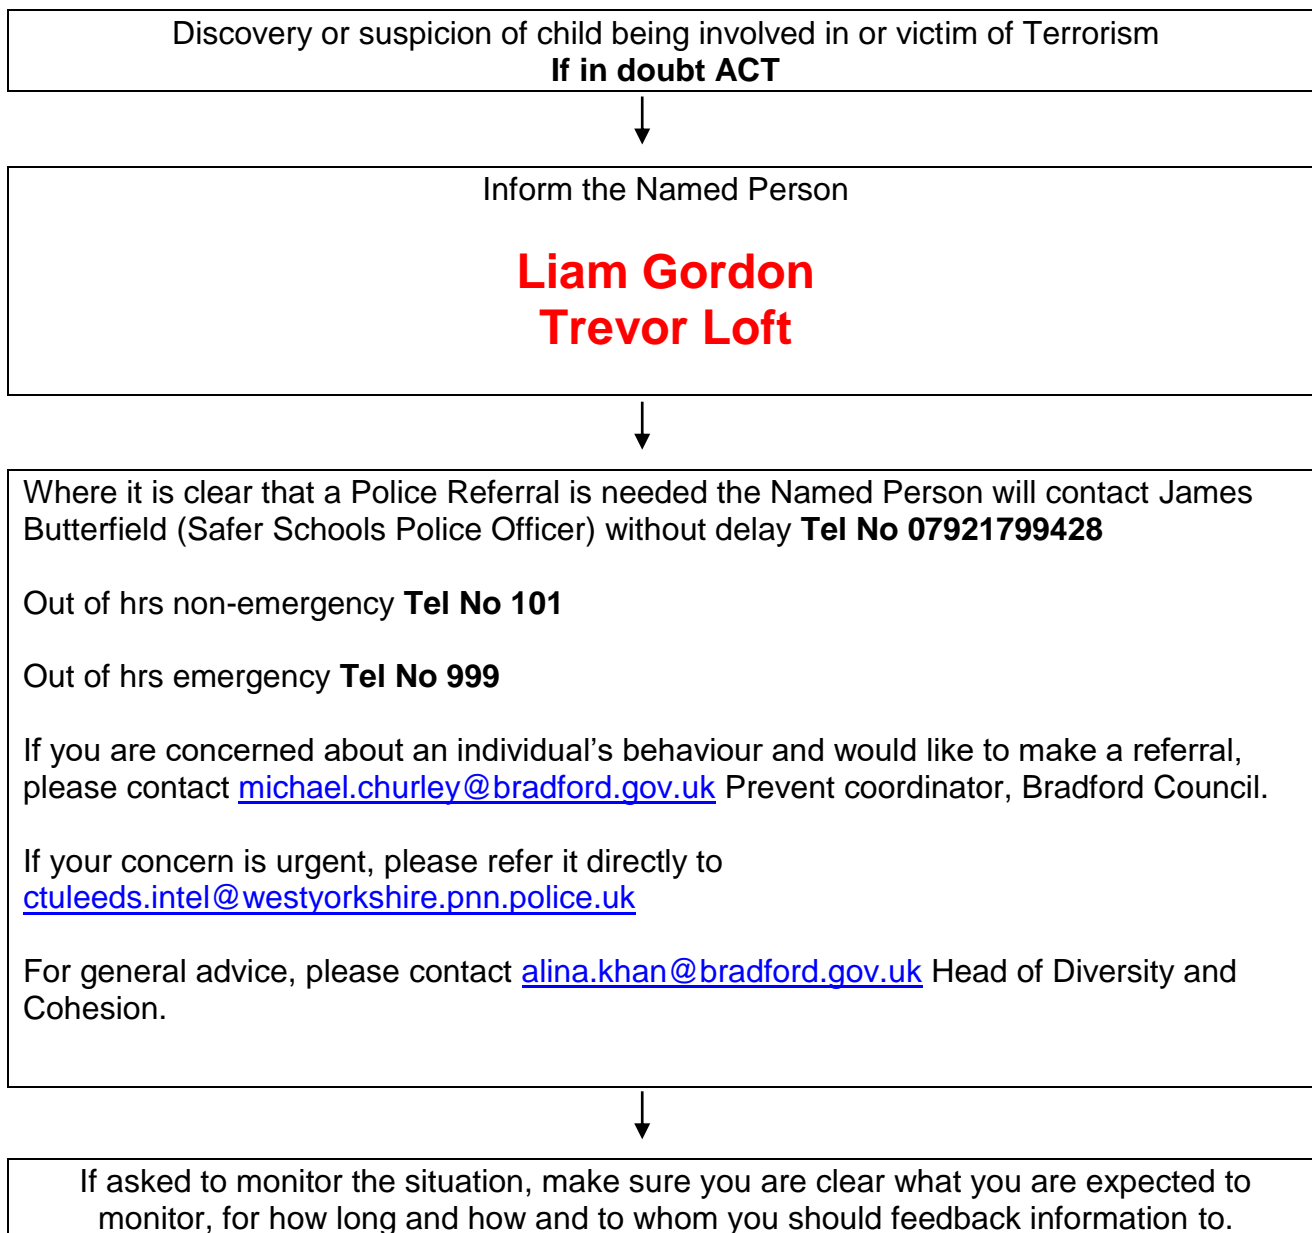 Discovery or suspicion of child being involved in or victim of Terrorism
If in doubt ACT
Inform the Named Person
Liam Gordon
Trevor Loft
Where it is clear that a Police Referral is needed the Named Person will contact James
Butterfield (Safer Schools Police Officer) without delay Tel No 07921799428
Out of hrs non-emergency Tel No 101
Out of hrs emergency Tel No 999
If you are concerned about an individual’s behaviour and would like to make a referral,
please contact michael.churley@bradford.gov.uk Prevent coordinator, Bradford Council.
If your concern is urgent, please refer it directly to
ctuleeds.intel@westyorkshire.pnn.police.uk
For general advice, please contact alina.khan@bradford.gov.uk Head of Diversity and
Cohesion.
If asked to monitor the situation, make sure you are clear what you are expected to
monitor, for how long and how and to whom you should feedback information to.